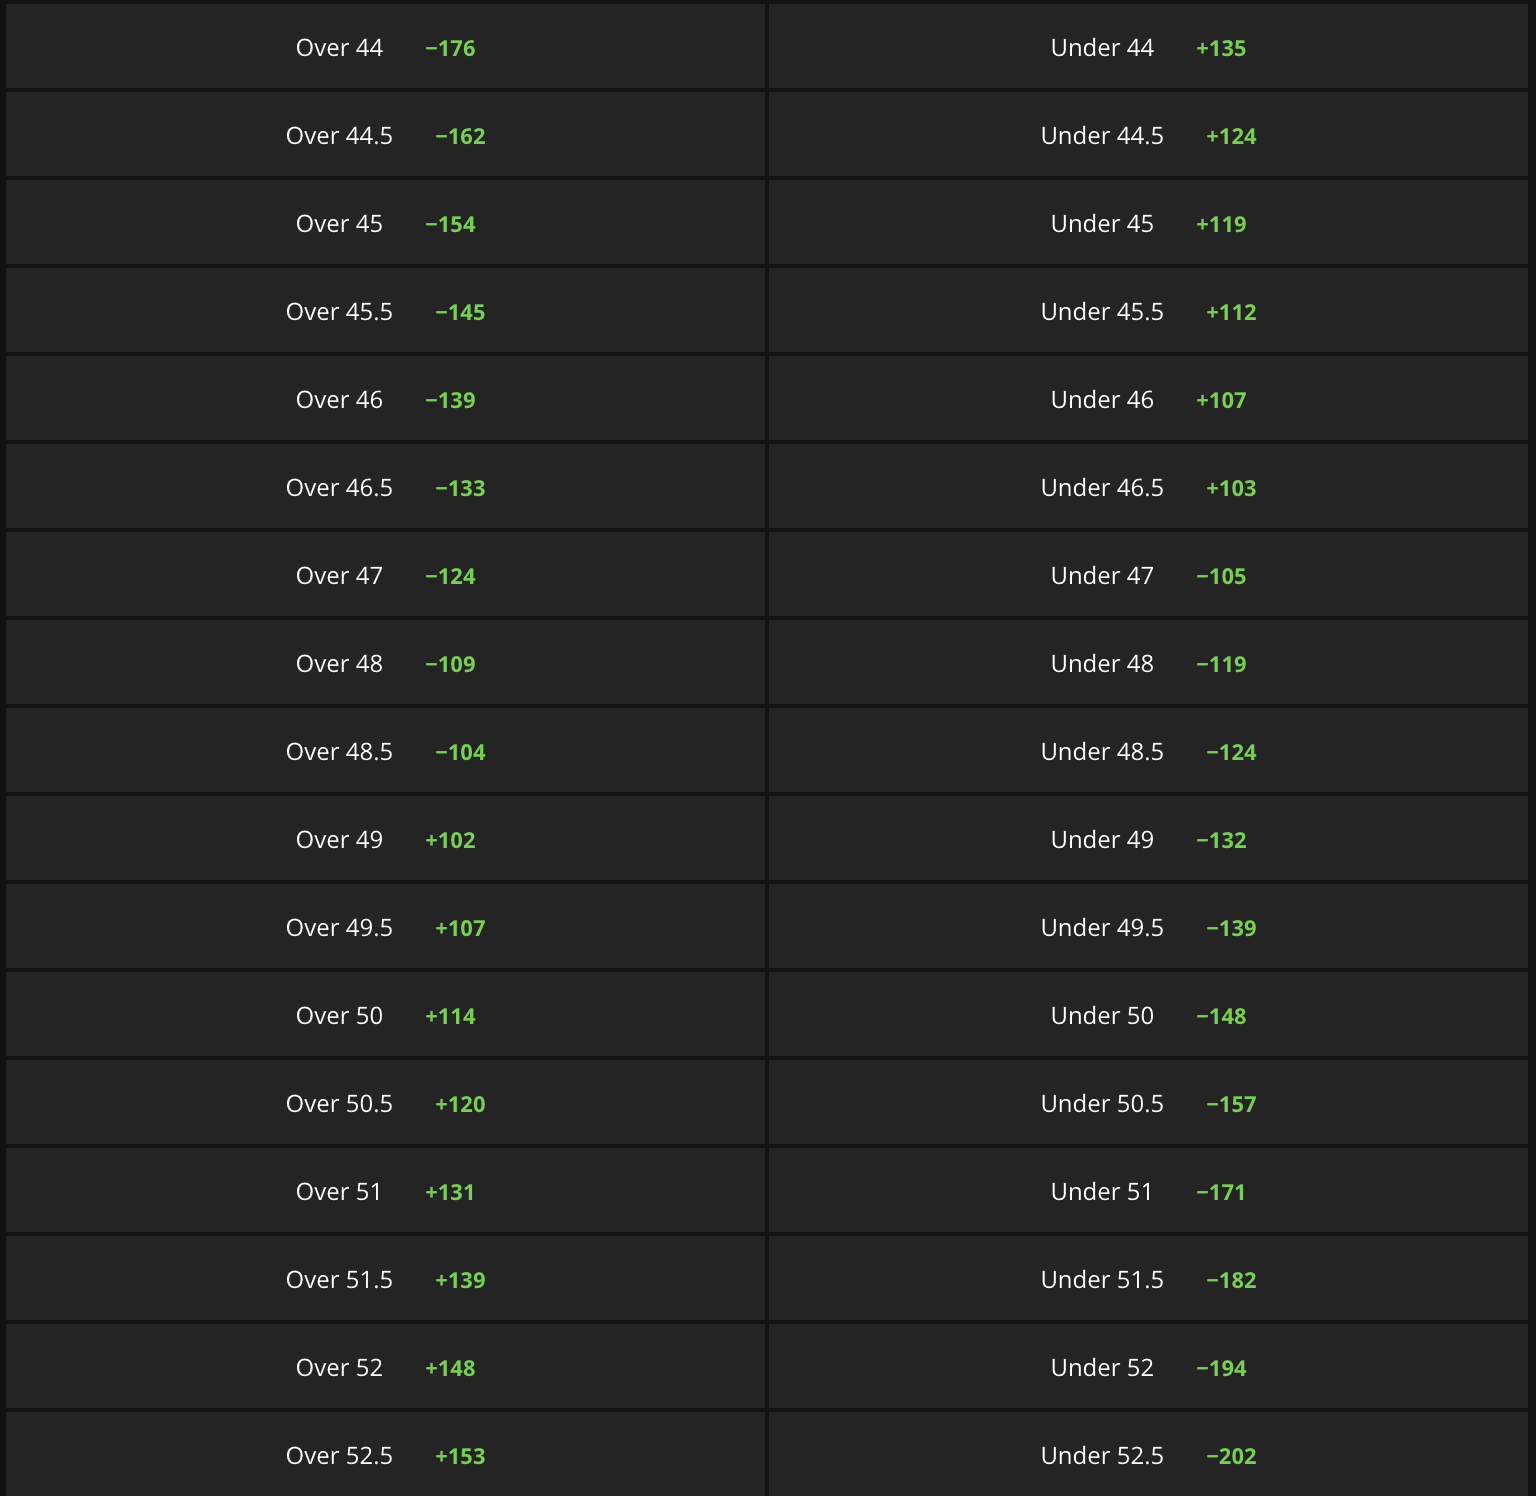 Over 44 −176 Under 44 +135
Over 44.5 −162 Under 44.5 +124
Over 45 −154 Under 45 +119
Over 45.5 −145 Under 45.5 +112
Over 46 −139 Under 46 +107
Over 46.5 −133 Under 46.5 +103
Over 47 −124 Under 47 −105
Over 48 −109 Under 48 −119
Over 48.5 −104 Under 48.5 −124
Over 49 +102 Under 49 −132
Over 49.5 +107 Under 49.5 −139
Over 50 +114 Under 50 −148
Over 50.5 +120 Under 50.5 −157
Over 51 +131 Under 51 −171
Over 51.5 +139 Under 51.5 −182
Over 52 +148 Under 52 −194
Over 52.5 +153 Under 52.5 −202